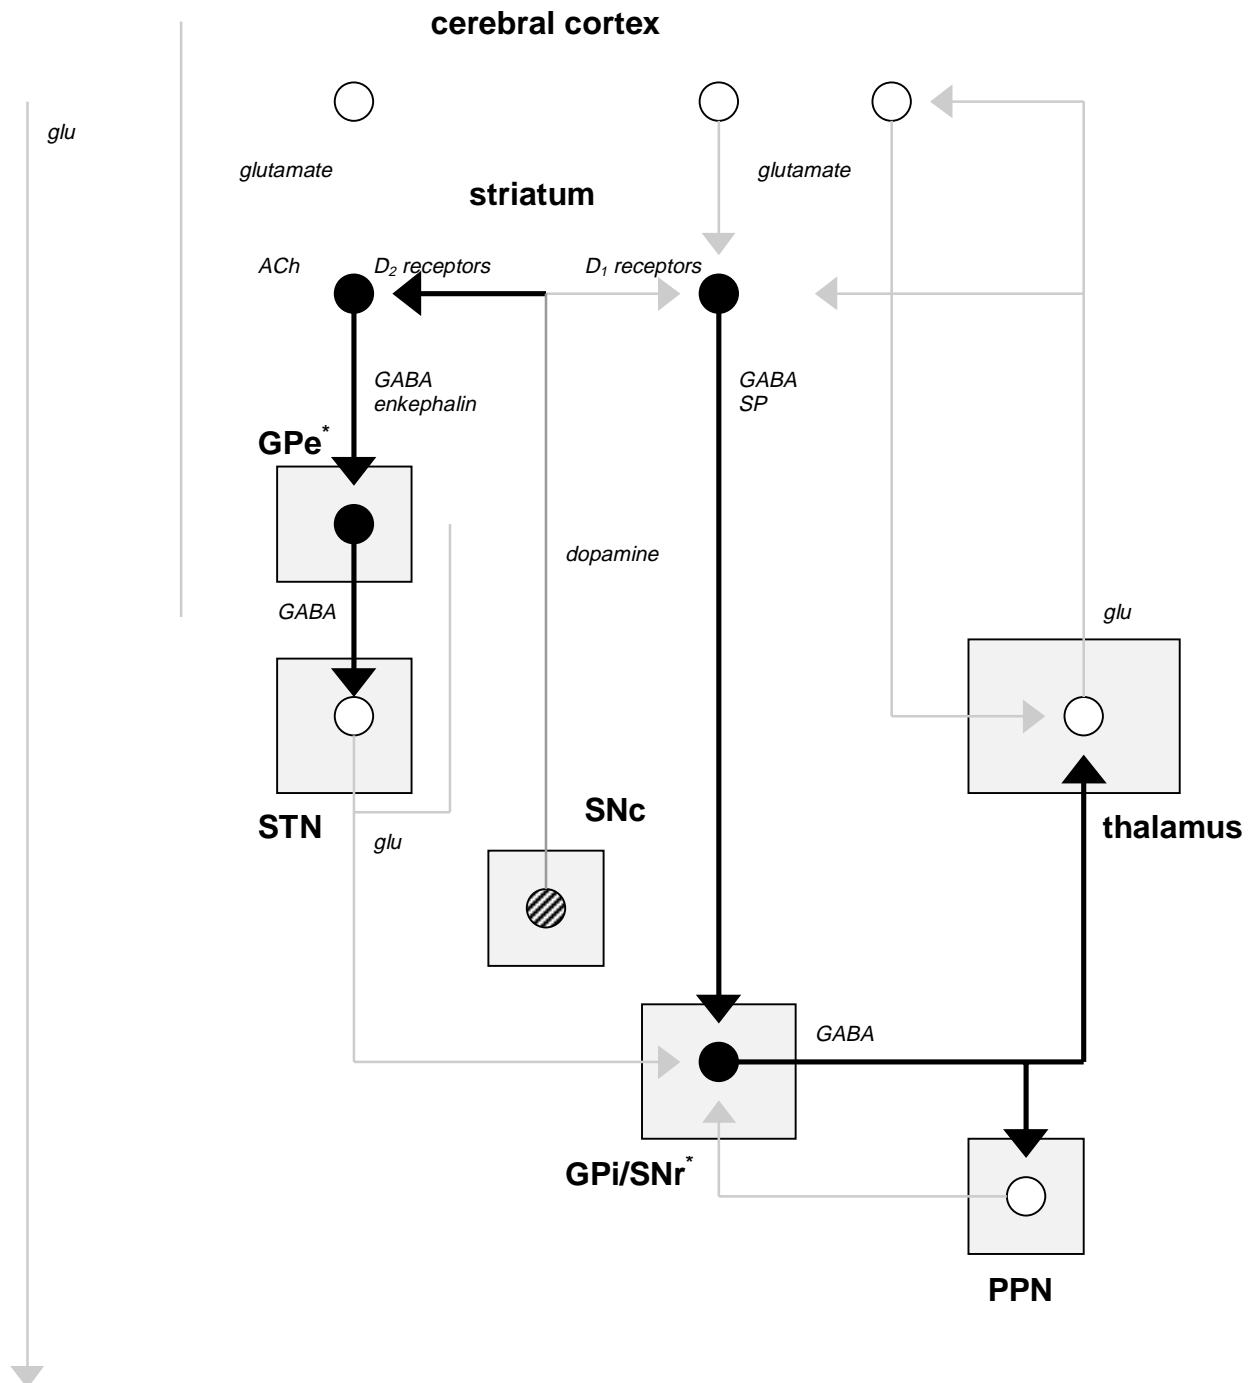 cerebral cortex
glu
glutamate
glutamate
striatum
ACh
D₂ receptors
D₁ receptors
GABA
enkephalin
GABA
SP
GPe*
dopamine
GABA
glu
STN
glu
SNc
thalamus
GABA
GPi/SNr*
PPN